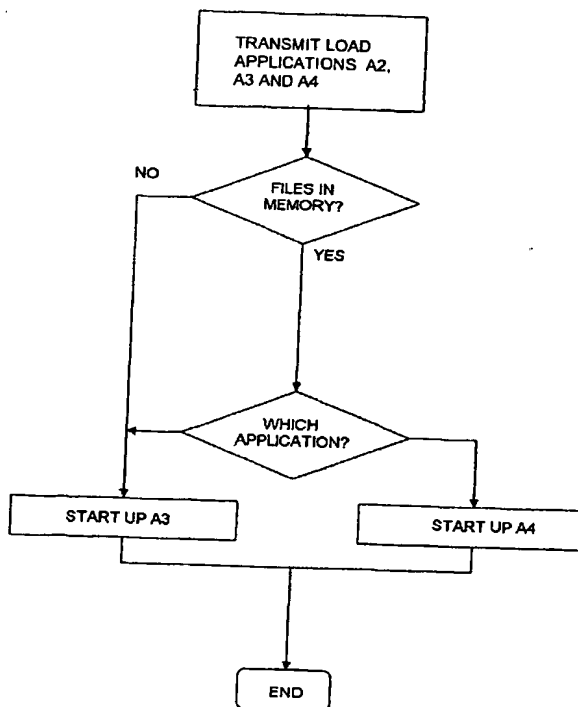 TRANSMIT LOAD
APPLICATIONS A2,
A3 AND A4
NO
FILES IN
MEMORY?
YES
WHICH
APPLICATION?
START UP A3
START UP A4
END